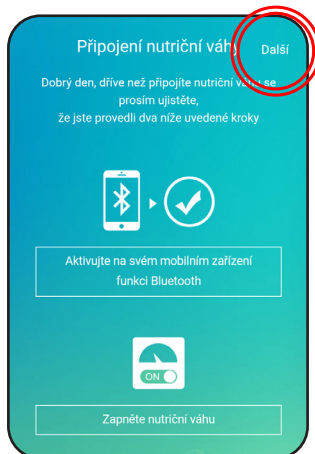 Připojení nutriční váhy
Další
Dobrý den, dříve než připojíte nutriční váhu se
prosím ujistěte,
že jste provedli dva níže uvedené kroky
Aktivujte na svém mobilním zařízení
funkci Bluetooth
ON
Zapněte nutriční váhu